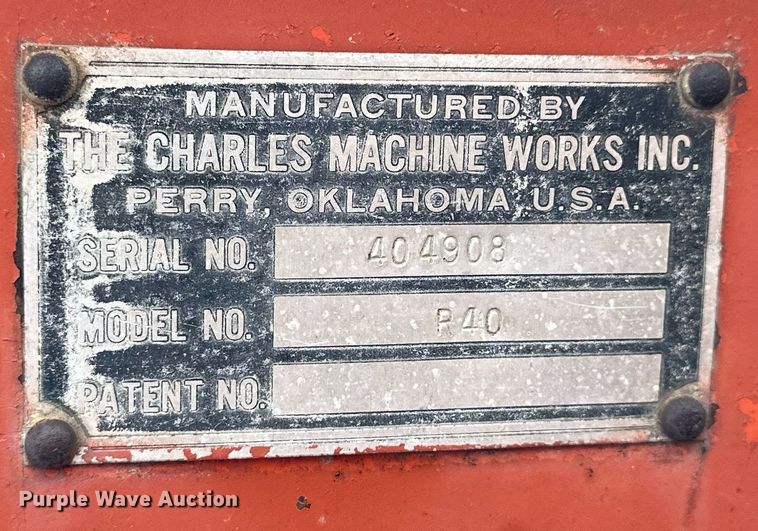 MANUFACTURED BY
THE CHARLES MACHINE WORKS INC.
PERRY, OKLAHOMA, U.S.A.
SERIAL NO. 404908
MODEL NO. R40
PATENT NO.
Purple Wave Auction